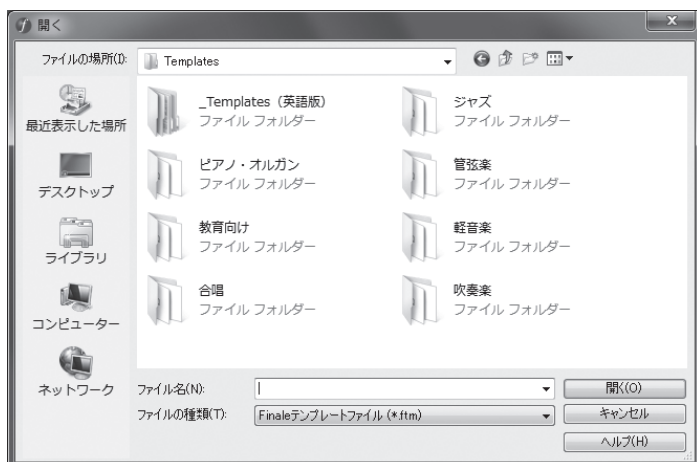 開く
ファイルの場所(I):
Templates
最近表示した場所
デスクトップ
ライブラリ
コンピューター
ネットワーク
_Templates（英語版）
ファイル フォルダー
ジャズ
ファイル フォルダー
ピアノ・オルガン
ファイル フォルダー
管弦楽
ファイル フォルダー
教育向け
ファイル フォルダー
軽音楽
ファイル フォルダー
合唱
ファイル フォルダー
吹奏楽
ファイル フォルダー
ファイル名(N):
開く(O)
ファイルの種類(T):
Finaleテンプレートファイル (*.ftm)
キャンセル
ヘルプ(H)